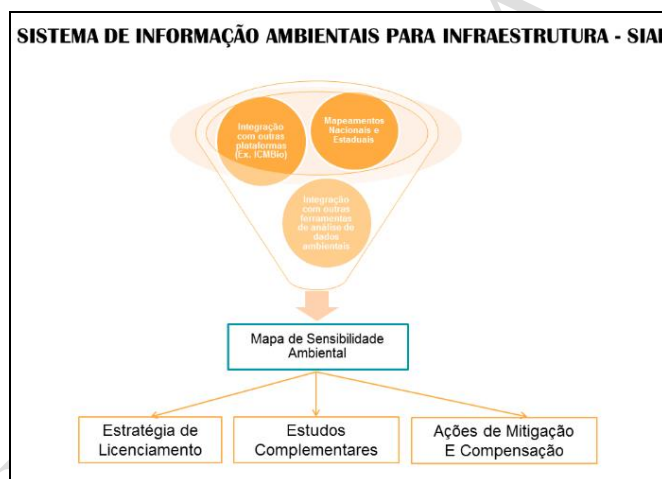 SISTEMA DE INFORMAÇÃO AMBIENTAIS PARA INFRAESTRUTURA - SIAI
Integração
com outras
plataformas
(Ex. ICMBio)
Mapeamentos
Nacionais e
Estaduais
Integração
com outras
ferramentas
de análise de
dados
ambientais
Mapa de Sensibilidade
Ambiental
Estratégia de
Licenciamento
Estudos
Complementares
Ações de Mitigação
E Compensação